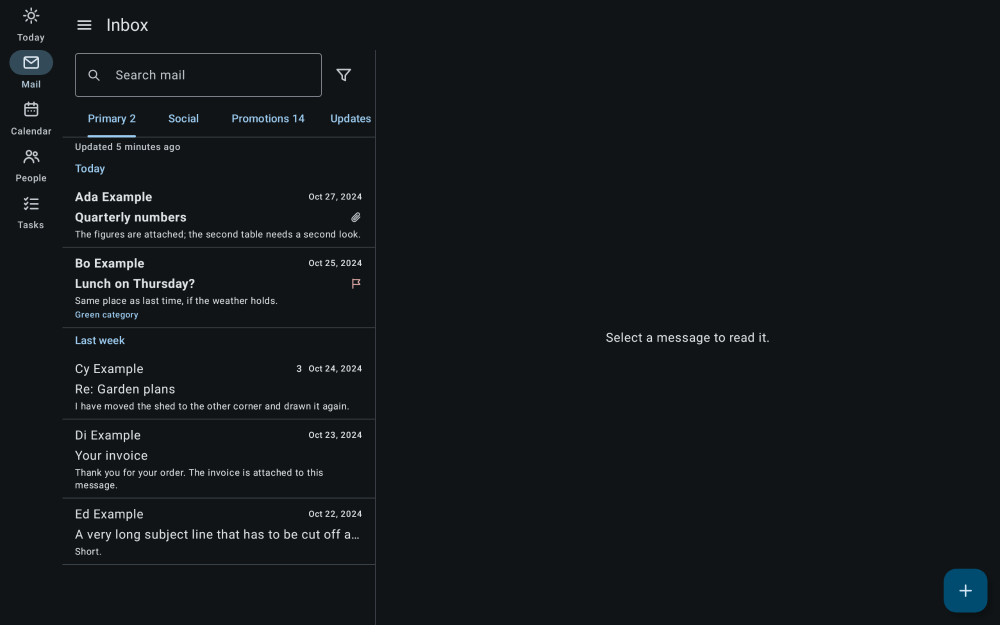 Today
Mail
Calendar
People
Tasks
Inbox
Search mail
Primary 2 Social Promotions 14 Updates
Updated 5 minutes ago
Today
Ada Example Oct 27, 2024
Quarterly numbers
The figures are attached; the second table needs a second look.
Bo Example Oct 25, 2024
Lunch on Thursday?
Same place as last time, if the weather holds.
Green category
Last week
Cy Example 3 Oct 24, 2024
Re: Garden plans
I have moved the shed to the other corner and drawn it again.
Di Example Oct 23, 2024
Your invoice
Thank you for your order. The invoice is attached to this
message.
Ed Example Oct 22, 2024
A very long subject line that has to be cut off a…
Short.
Select a message to read it.